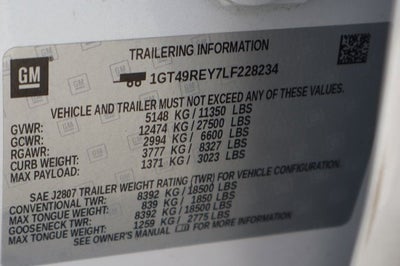 TRAILERING INFORMATION
GM
1GT49REY7LF228234
VEHICLE AND TRAILER MUST NOT EXCEED ANY OF THESE VALUES.
GVWR: 5148 KG/11350 LBS
GCWR: 12474 KG/27500 LBS
RGAWR: 2994 KG/ 6600 LBS
CURB WEIGHT: 3777 KG/ 8327 LBS
MAX PAYLOAD: 1371 KG/ 3023 LBS
SAE J2807 TRAILER WEIGHT RATING (TWR) FOR VEHICLE CONFIGURATION.
CONVENTIONAL TWR: 8392 KG/18500 LBS
MAX TONGUE WEIGHT: 839 KG/ 1850 LBS
GOOSENECK TWR: 8392 KG/18500 LBS
MAX TONGUE WEIGHT: 1259 KG/ 2775 LBS
SEE OWNER'S MANUAL FOR MORE INFORMATION